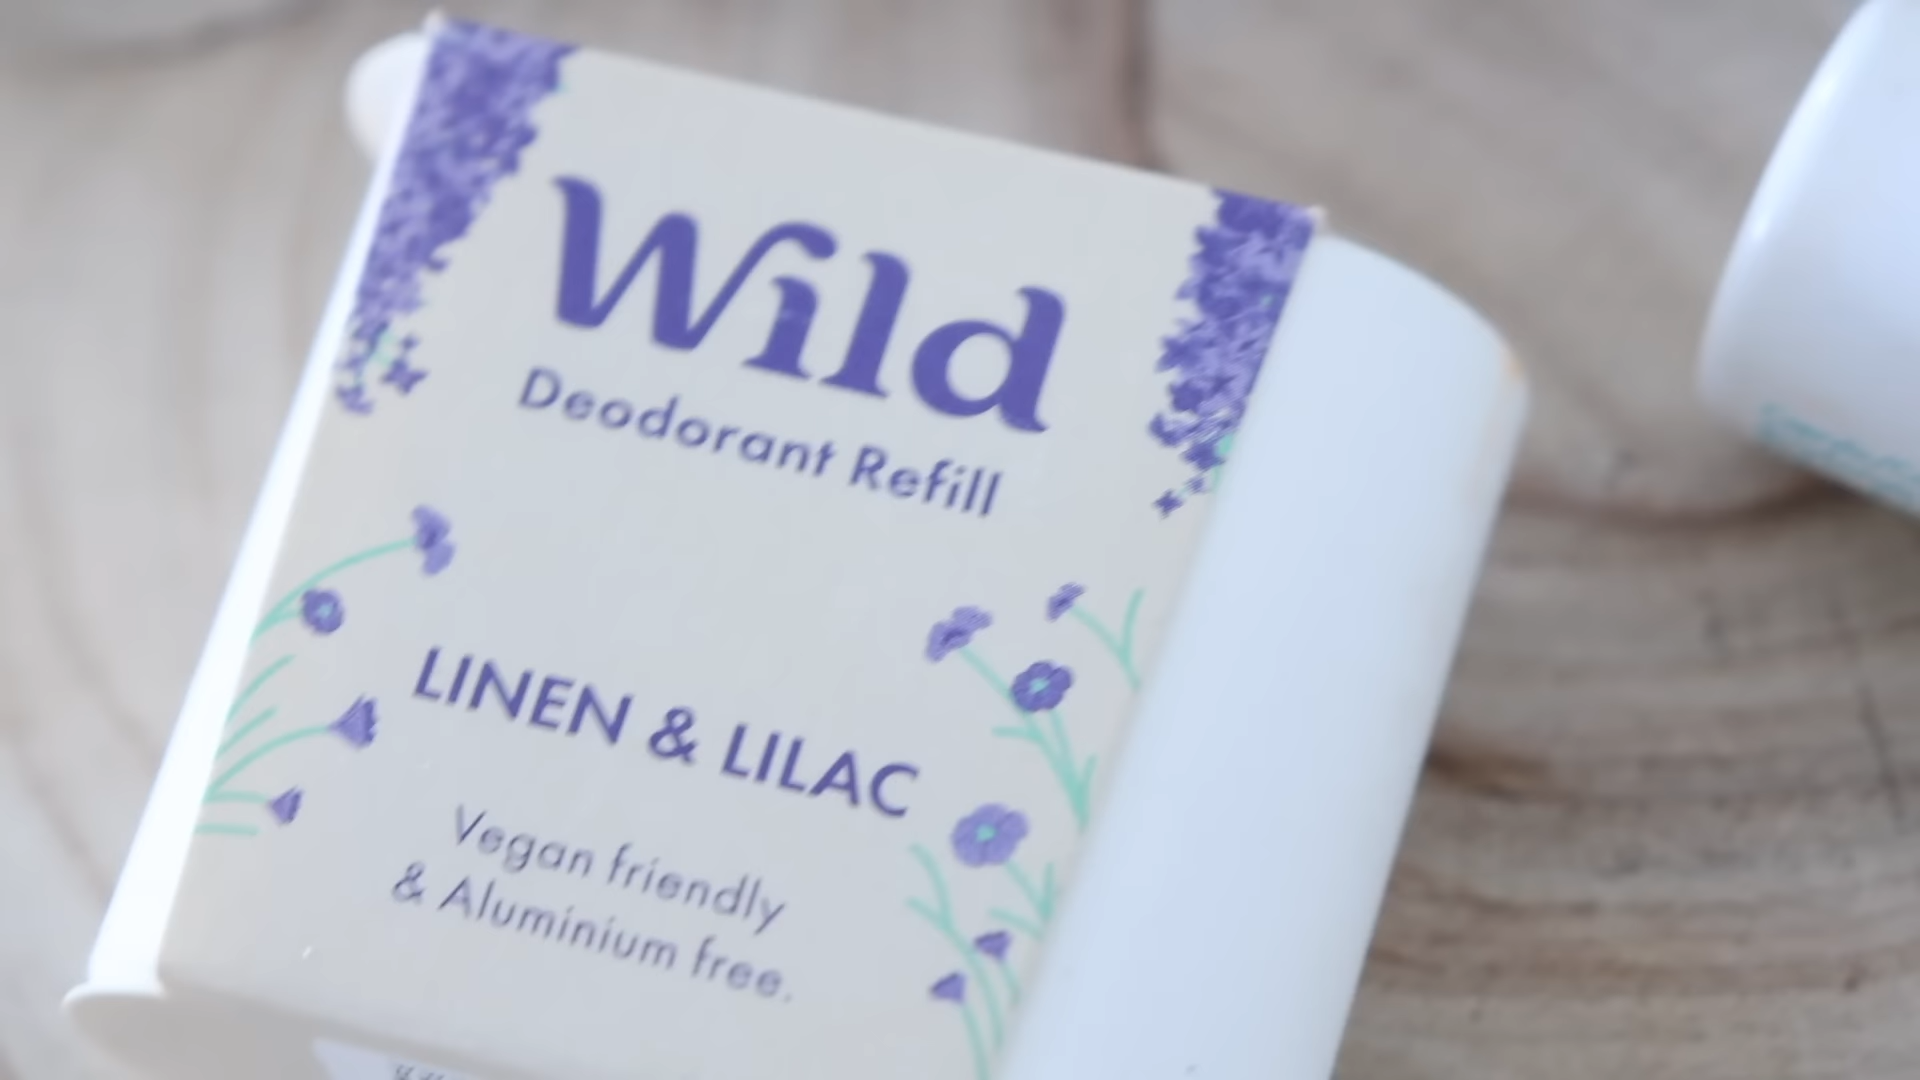 Wild
Deodorant Refill
LINEN & LILAC
Vegan friendly
& Aluminium free.